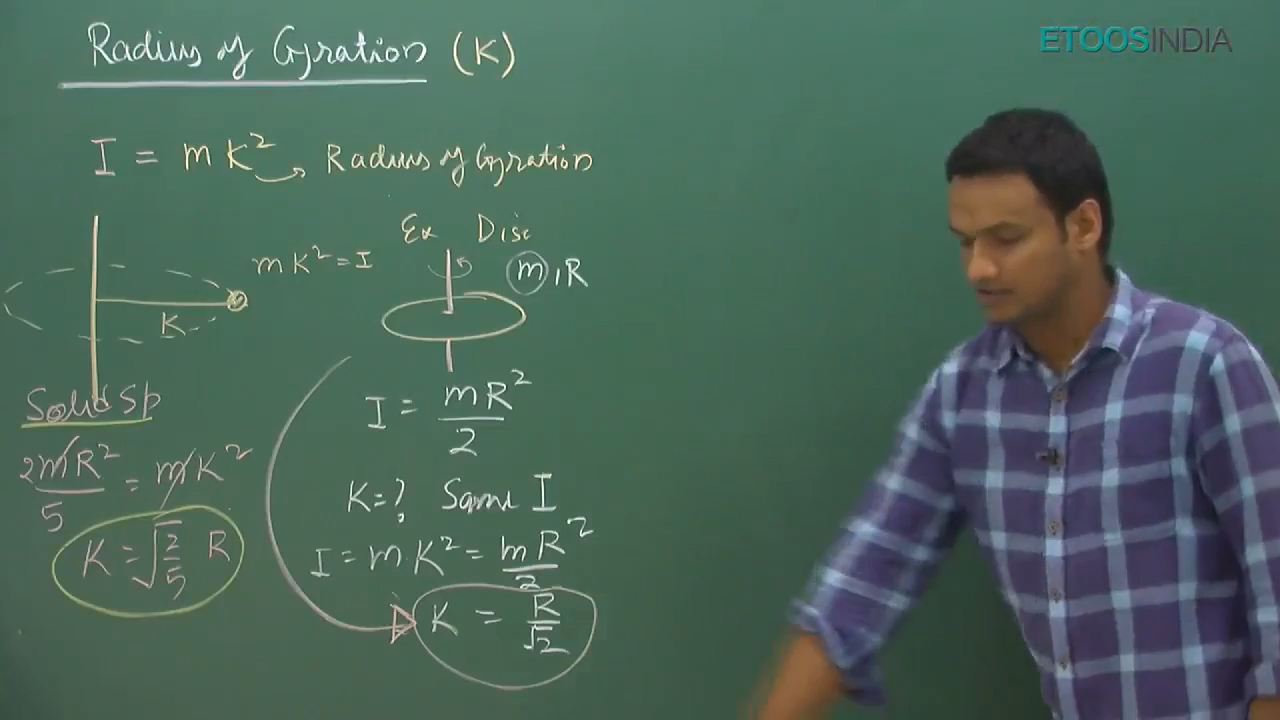 Radius of Gyration (K)
ETOOSINDIA
I = mK² → Radius of Gyration
Ex Disc
mK² = I
m, R
K
Solid Sp
I = mR²/2
2mR²/5 = mK²
K = ? Same I
K = √(2/5) R
I = mK² = mR²/2
K = R/√2